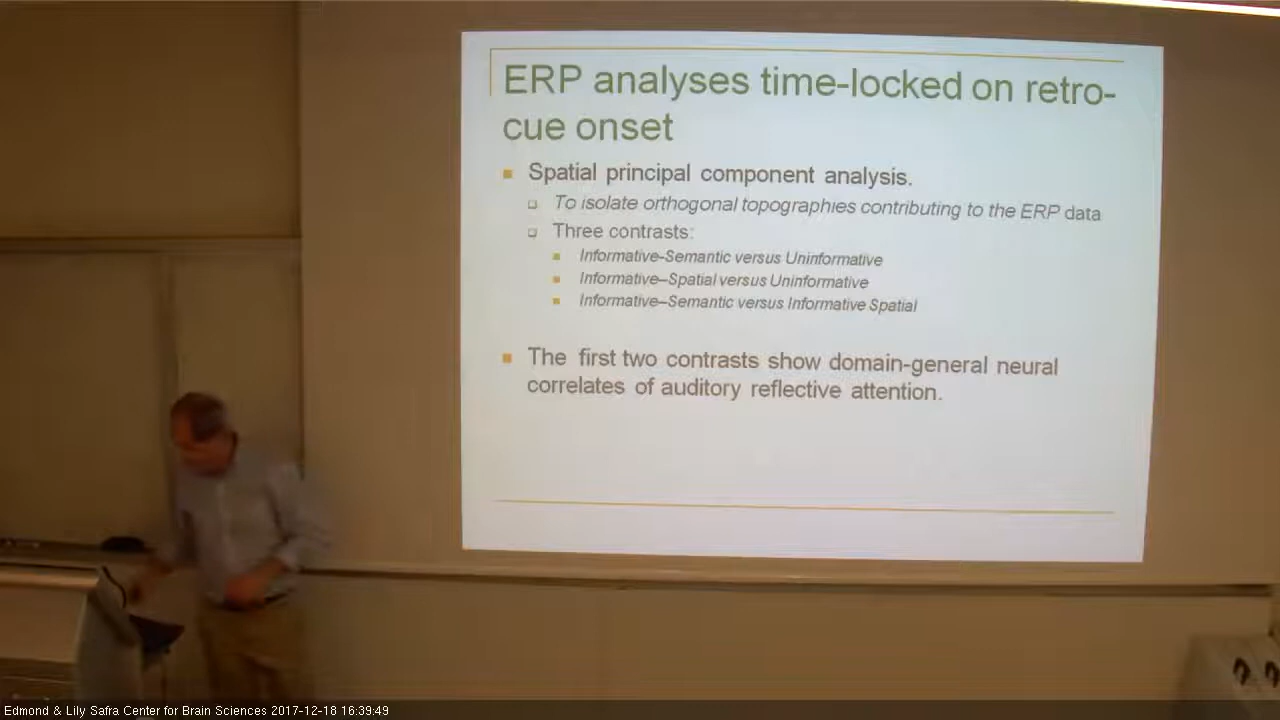 ERP analyses time-locked on retro-
cue onset
Spatial principal component analysis.
To isolate orthogonal topographies contributing to the ERP data
Three contrasts:
Informative-Semantic versus Uninformative
Informative–Spatial versus Uninformative
Informative–Semantic versus Informative Spatial
The first two contrasts show domain-general neural
correlates of auditory reflective attention.
Edmond & Lily Safra Center for Brain Sciences 2017-12-18 16:39:49